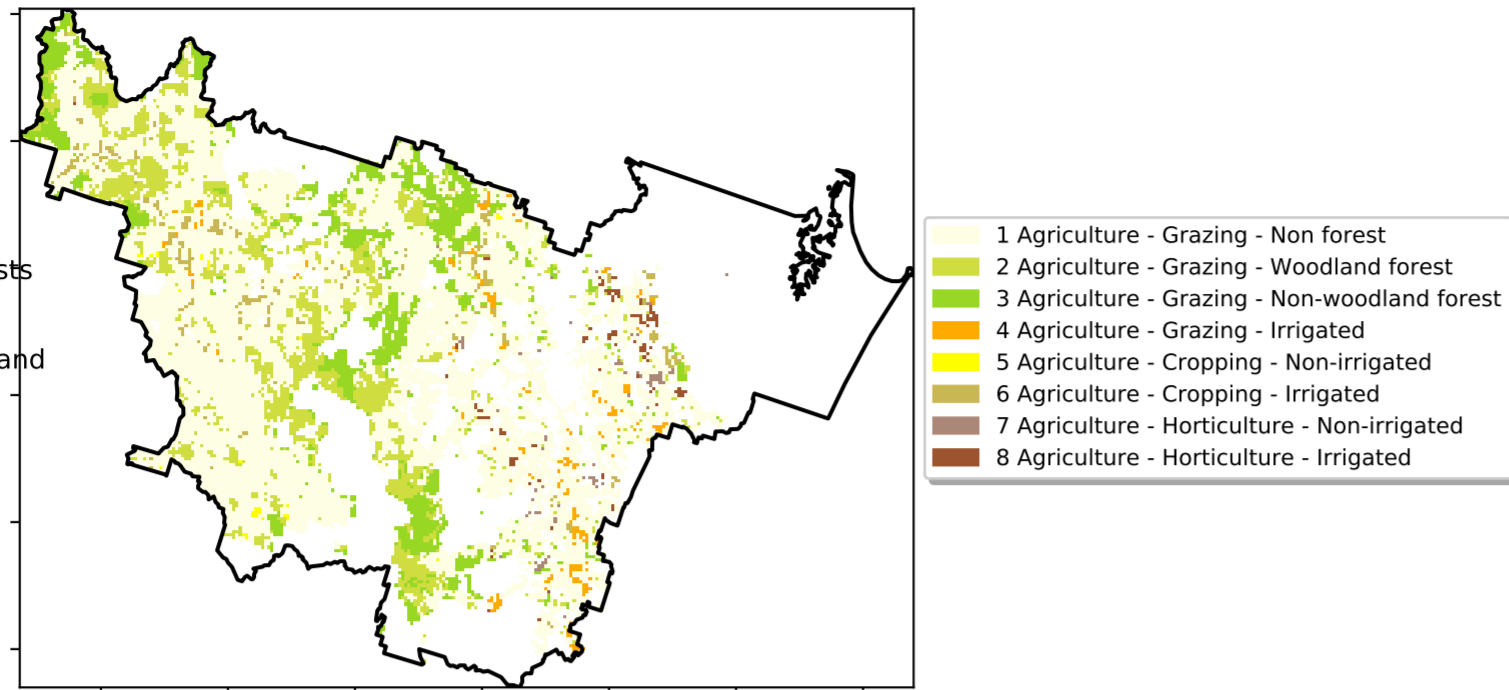 sts
and
1 Agriculture - Grazing - Non forest
2 Agriculture - Grazing - Woodland forest
3 Agriculture - Grazing - Non-woodland forest
4 Agriculture - Grazing - Irrigated
5 Agriculture - Cropping - Non-irrigated
6 Agriculture - Cropping - Irrigated
7 Agriculture - Horticulture - Non-irrigated
8 Agriculture - Horticulture - Irrigated